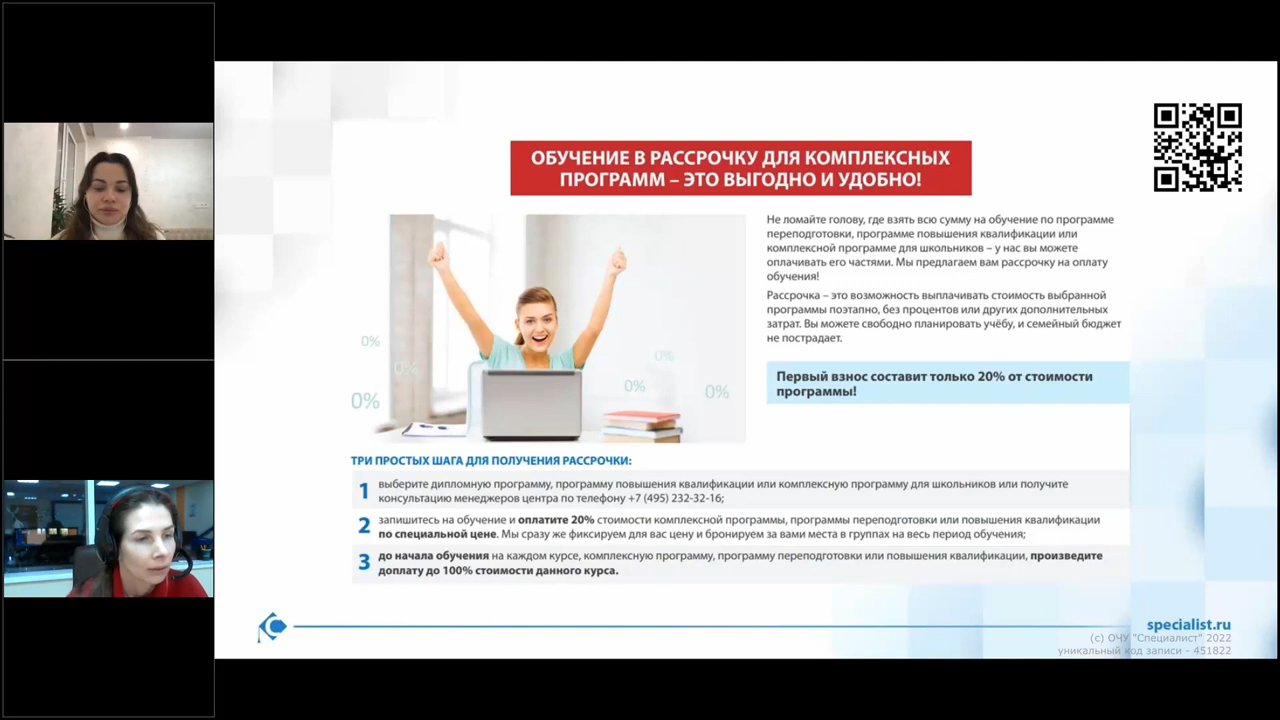 ОБУЧЕНИЕ В РАССРОЧКУ ДЛЯ КОМПЛЕКСНЫХ
ПРОГРАММ – ЭТО ВЫГОДНО И УДОБНО!
Не ломайте голову, где взять всю сумму на обучение по программе
переподготовки, программе повышения квалификации или
комплексной программе для школьников – у нас вы можете
оплачивать его частями. Мы предлагаем вам рассрочку на оплату
обучения!
Рассрочка – это возможность выплачивать стоимость выбранной
программы поэтапно, без процентов или других дополнительных
затрат. Вы можете свободно планировать учёбу, и семейный бюджет
не пострадает.
0%
0%
0%
0%
0%
0%
Первый взнос составит только 20% от стоимости
программы!
ТРИ ПРОСТЫХ ШАГА ДЛЯ ПОЛУЧЕНИЯ РАССРОЧКИ:
1 выберите дипломную программу, программу повышения квалификации или комплексную программу для школьников или получите
консультацию менеджеров центра по телефону +7 (495) 232-32-16;
2 запишитесь на обучение и оплатите 20% стоимости комплексной программы, программы переподготовки или повышения квалификации
по специальной цене. Мы сразу же фиксируем для вас цену и бронируем за вами места в группах на весь период обучения;
3 до начала обучения на каждом курсе, комплексную программу, программу переподготовки или повышения квалификации, произведите
доплату до 100% стоимости данного курса.
specialist.ru
(с) ОЧУ "Специалист" 2022
уникальный код записи - 451822